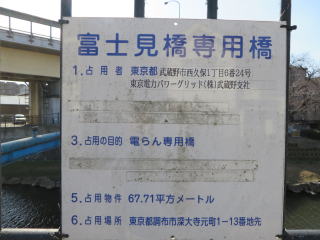 富士見橋専用橋
1.占用者 東京都 武蔵野市西久保1丁目6番24号
東京電力パワーグリッド(株)武蔵野支社
3.占用の目的 電らん専用橋
5.占用物件 67.71平方メートル
6.占用場所 東京都調布市深大寺元町1-13番地先